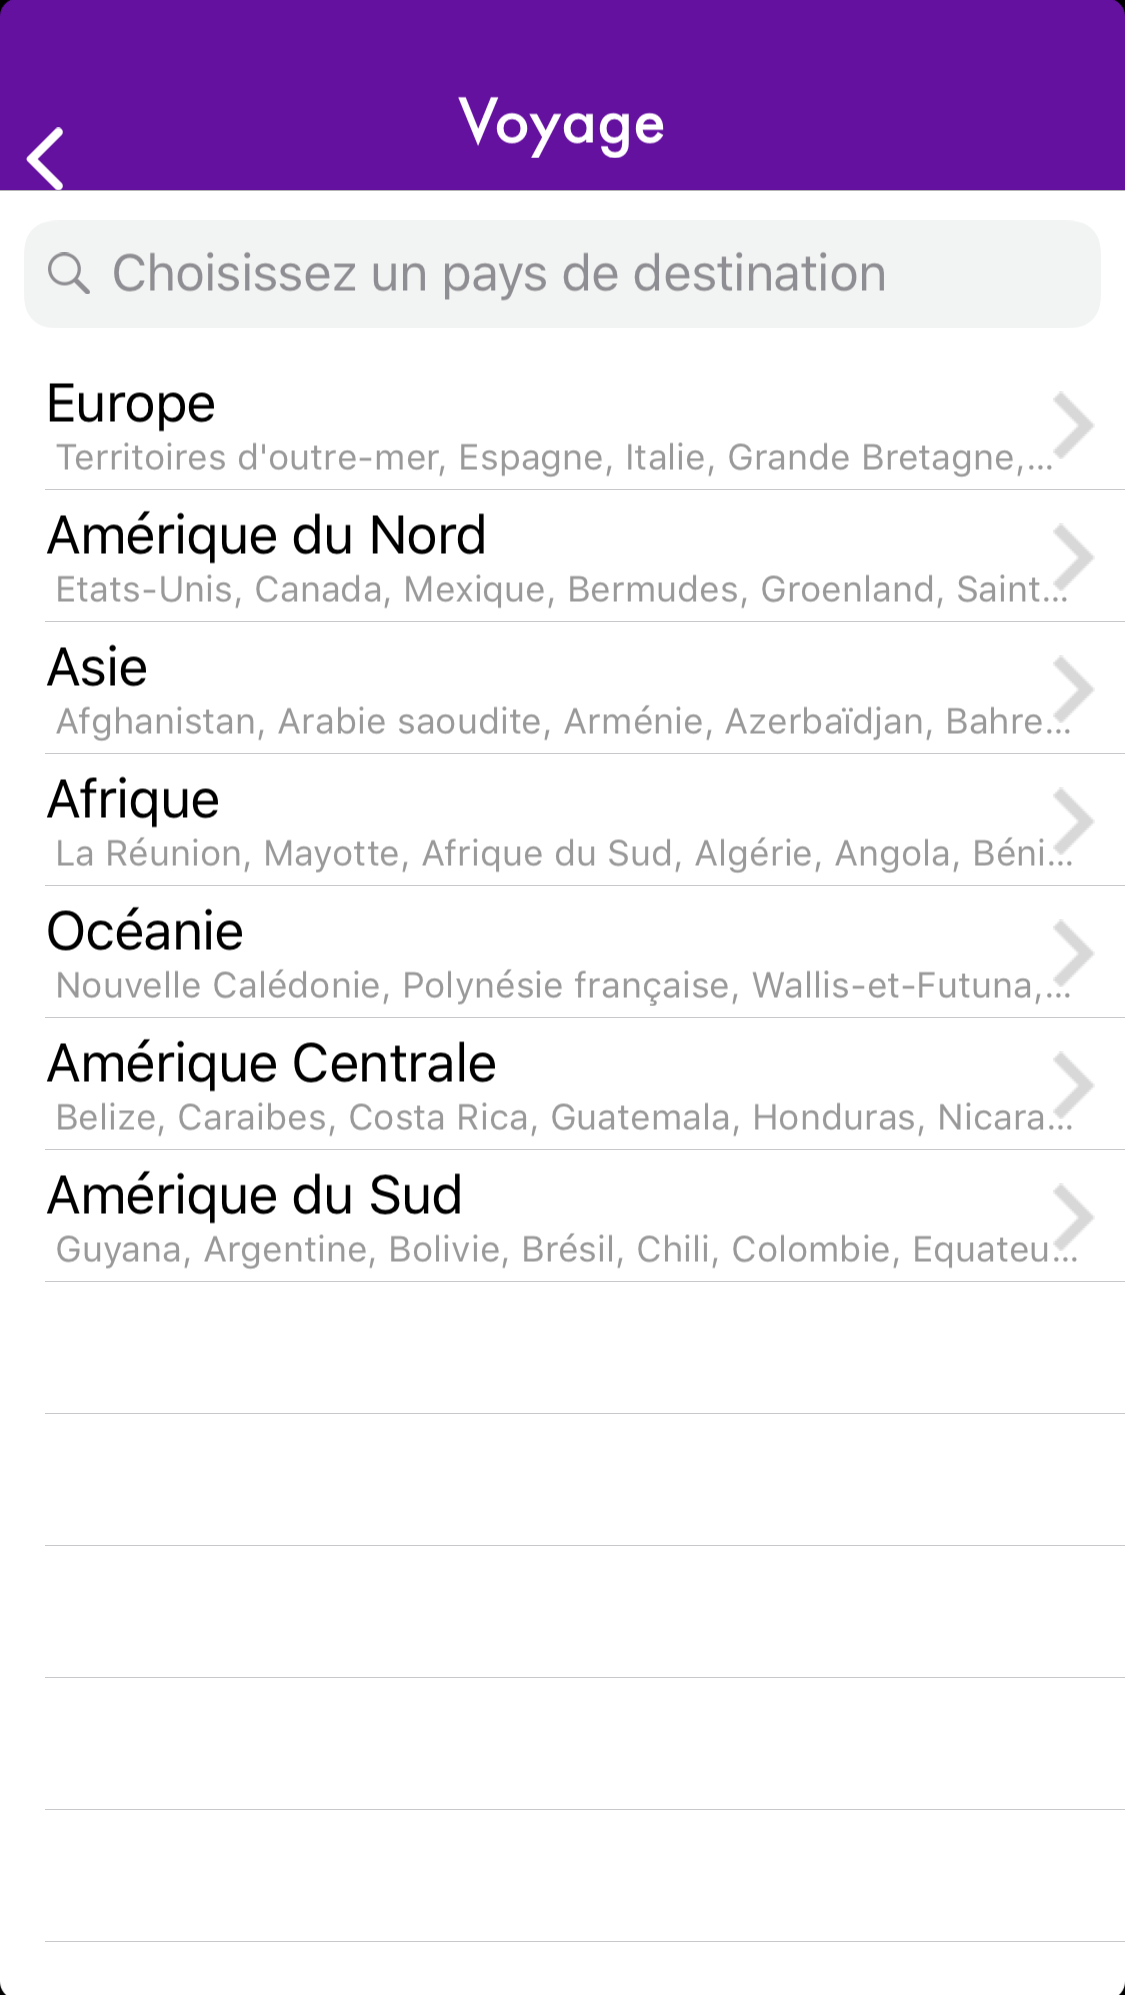 Voyage
Choisissez un pays de destination
Europe
Territoires d'outre-mer, Espagne, Italie, Grande Bretagne,...
Amérique du Nord
Etats-Unis, Canada, Mexique, Bermudes, Groenland, Saint...
Asie
Afghanistan, Arabie saoudite, Arménie, Azerbaïdjan, Bahre...
Afrique
La Réunion, Mayotte, Afrique du Sud, Algérie, Angola, Béni...
Océanie
Nouvelle Calédonie, Polynésie française, Wallis-et-Futuna,...
Amérique Centrale
Belize, Caraibes, Costa Rica, Guatemala, Honduras, Nicara...
Amérique du Sud
Guyana, Argentine, Bolivie, Brésil, Chili, Colombie, Equateu...